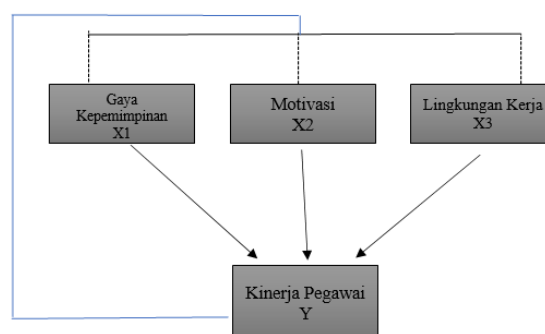 Gaya
Kepemimpinan
X1
Motivasi
X2
Lingkungan Kerja
X3
Kinerja Pegawai
Y